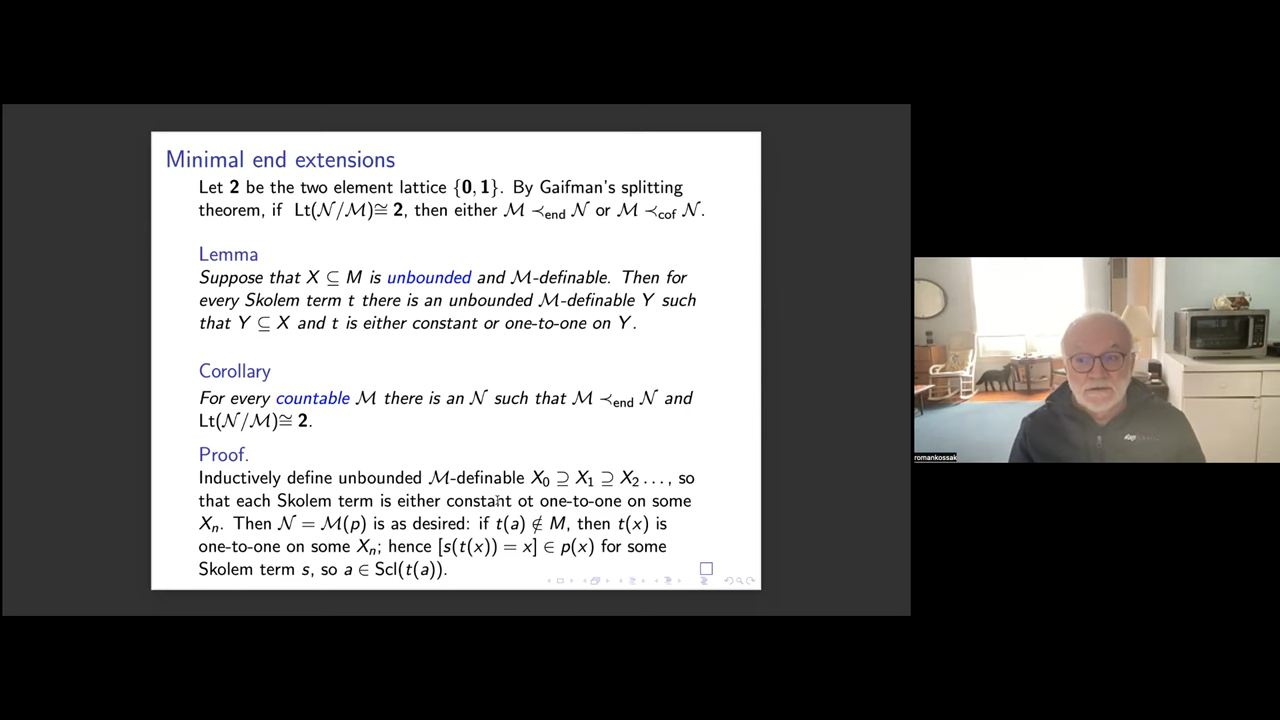 Minimal end extensions
Let 2 be the two element lattice {0, 1}. By Gaifman's splitting
theorem, if Lt(𝒩/ℳ)≅ 2, then either ℳ ≺end 𝒩 or ℳ ≺cof 𝒩.
Lemma
Suppose that X ⊆ M is unbounded and ℳ-definable. Then for
every Skolem term t there is an unbounded ℳ-definable Y such
that Y ⊆ X and t is either constant or one-to-one on Y.
Corollary
For every countable ℳ there is an 𝒩 such that ℳ ≺end 𝒩 and
Lt(𝒩/ℳ)≅ 2.
Proof.
Inductively define unbounded ℳ-definable X₀ ⊇ X₁ ⊇ X₂ . . . , so
that each Skolem term is either constant ot one-to-one on some
Xₙ. Then 𝒩 = ℳ(p) is as desired: if t(a) ∉ M, then t(x) is
one-to-one on some Xₙ; hence [s(t(x)) = x] ∈ p(x) for some
Skolem term s, so a ∈ Scl(t(a)).
romankossak